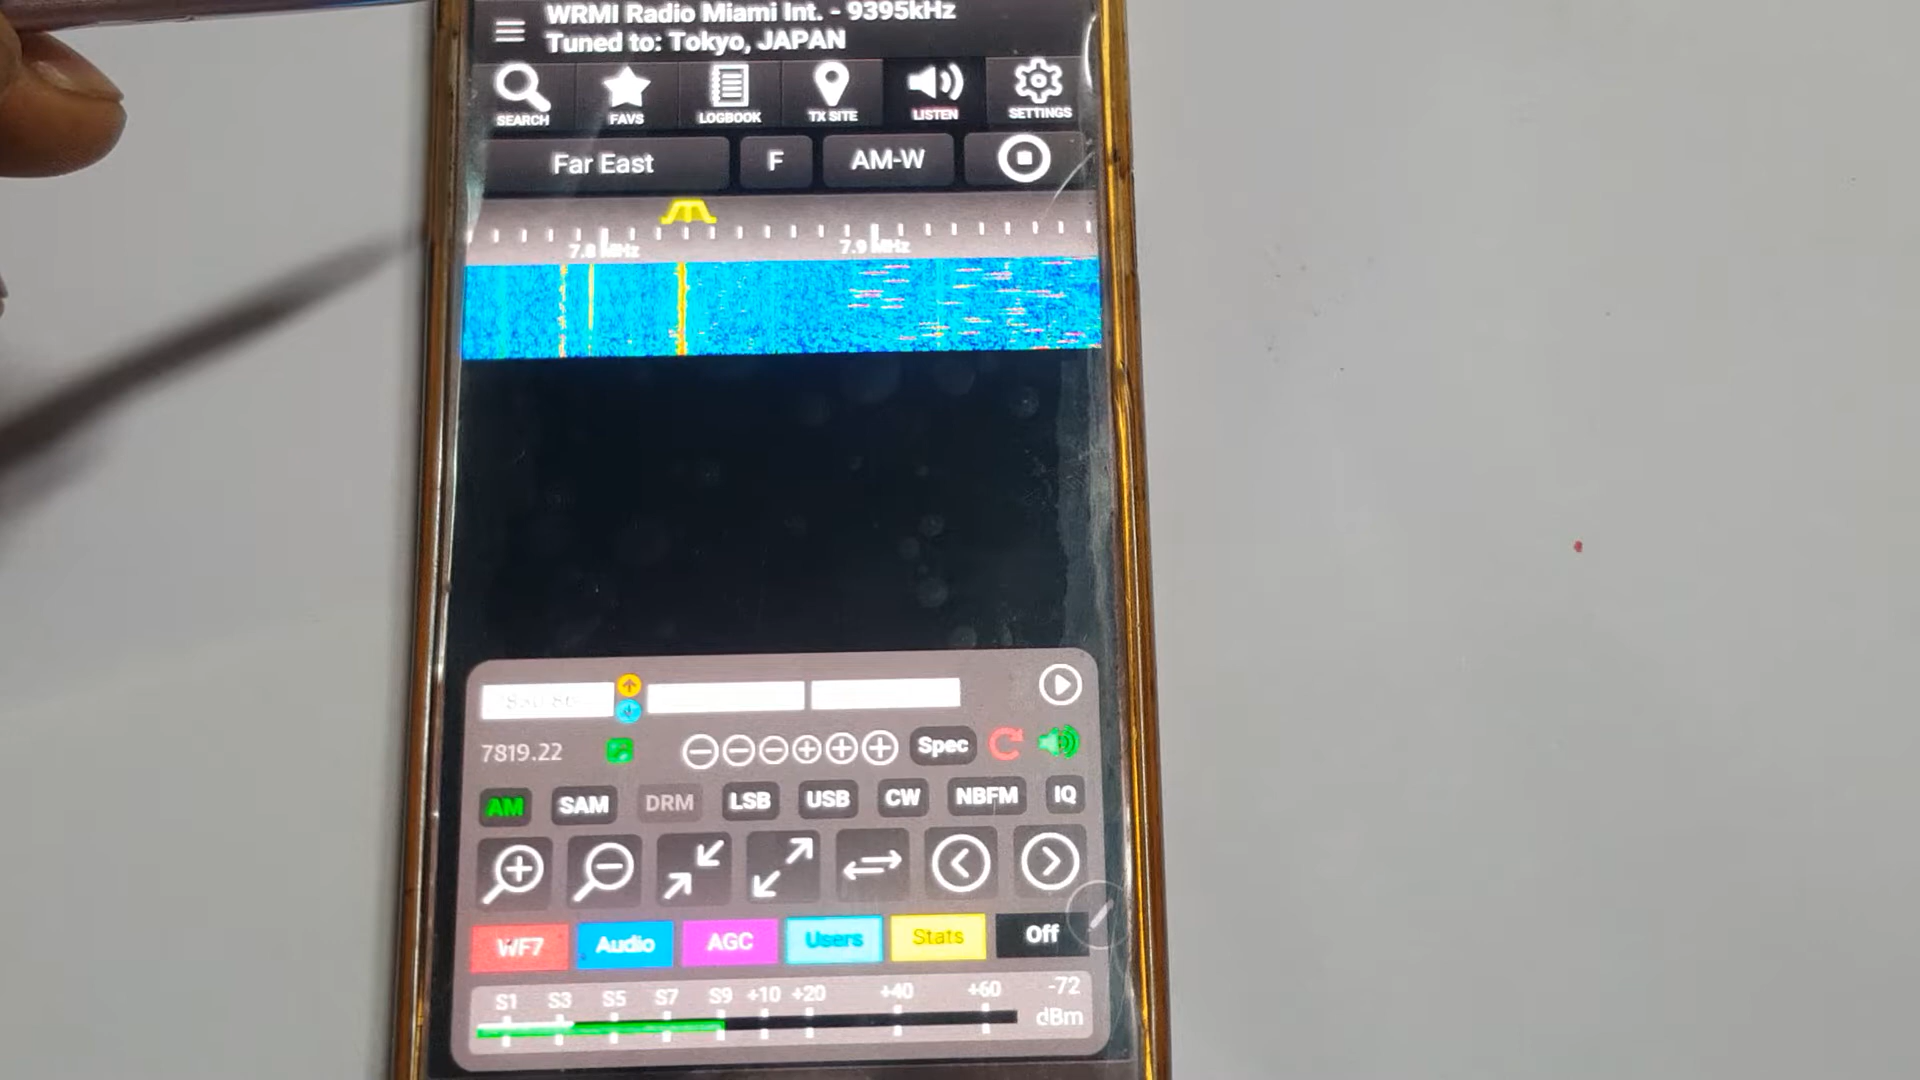 WRMI Radio Miami Int. - 9395kHz
Tuned to: Tokyo, JAPAN
SEARCH FAVS LOGBOOK TX SITE LISTEN SETTINGS
Far East F AM-W
7.8 MHz 7.9 MHz
7819.22 Spec
AM SAM DRM LSB USB CW NBFM IQ
WF7 Audio AGC Users Stats Off
S1 S3 S5 S7 S9 +10 +20 +40 +60 -72
dBm